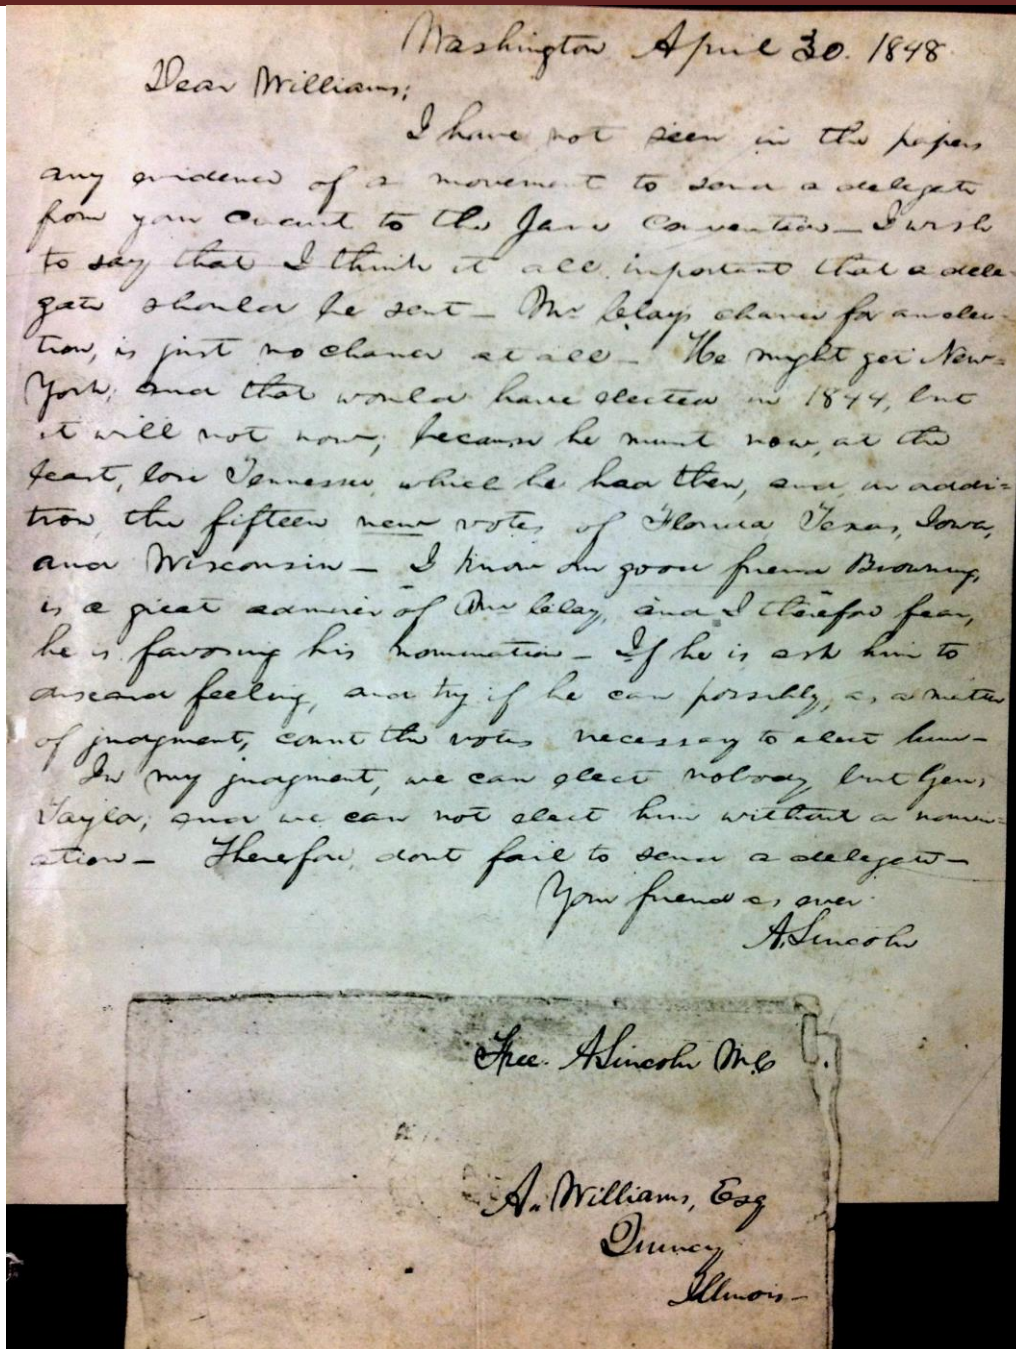 Washington April 30. 1848
Dear Williams;
I have not seen in the papers
any evidence of a movement to send a delegate
from your circuit to the June convention— I wish
to say that I think it all important that a dele-
gate should be sent— Mr Clay's chance for an elec-
tion, is just no chance at all— He might get New-
York; and that would have elected in 1844, but
it will not now; because he must now, at the
least, lose Tennessee, which he had then, and, in addi-
tion, the fifteen new votes of Florida, Texas, Iowa,
and Wisconsin— I know our good friend Browning,
is a great admirer of Mr Clay, and I therefore fear,
he is favoring his nomination— If he is ask him to
discard feeling, and try if he can possibly, as a matter
of judgment, count the votes necessary to elect him—
In my judgment, we can elect nobody but Gen.
Taylor; and we can not elect him without a nomin-
ation— Therefore, dont fail to send a delegate—
Your friend as ever
A. Lincoln
Free. A Lincoln M.C
A. Williams, Esq
Quincy
Illinois—